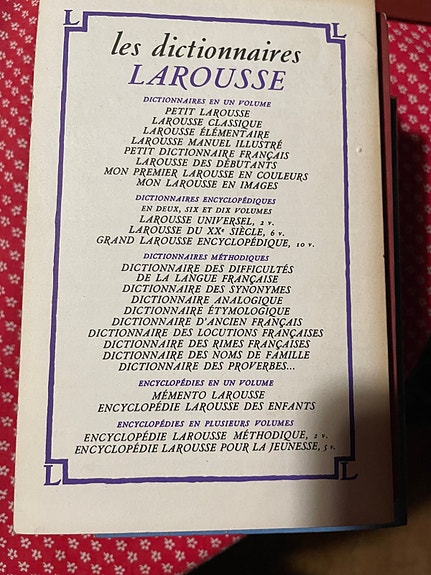 L L
les dictionnaires
LAROUSSE
DICTIONNAIRES EN UN VOLUME
PETIT LAROUSSE
LAROUSSE CLASSIQUE
LAROUSSE ÉLÉMENTAIRE
LAROUSSE MANUEL ILLUSTRÉ
PETIT DICTIONNAIRE FRANÇAIS
LAROUSSE DES DÉBUTANTS
MON PREMIER LAROUSSE EN COULEURS
MON LAROUSSE EN IMAGES
DICTIONNAIRES ENCYCLOPÉDIQUES
EN DEUX, SIX ET DIX VOLUMES
LAROUSSE UNIVERSEL, 2 v.
LAROUSSE DU XXe SIÈCLE, 6 v.
GRAND LAROUSSE ENCYCLOPÉDIQUE, 10 v.
DICTIONNAIRES MÉTHODIQUES
DICTIONNAIRE DES DIFFICULTÉS
DE LA LANGUE FRANÇAISE
DICTIONNAIRE DES SYNONYMES
DICTIONNAIRE ANALOGIQUE
DICTIONNAIRE ÉTYMOLOGIQUE
DICTIONNAIRE D'ANCIEN FRANÇAIS
DICTIONNAIRE DES LOCUTIONS FRANÇAISES
DICTIONNAIRE DES RIMES FRANÇAISES
DICTIONNAIRE DES NOMS DE FAMILLE
DICTIONNAIRE DES PROVERBES...
ENCYCLOPÉDIES EN UN VOLUME
MÉMENTO LAROUSSE
ENCYCLOPÉDIE LAROUSSE DES ENFANTS
ENCYCLOPÉDIES EN PLUSIEURS VOLUMES
ENCYCLOPÉDIE LAROUSSE MÉTHODIQUE, 2 v.
ENCYCLOPÉDIE LAROUSSE POUR LA JEUNESSE, 5 v.
L L